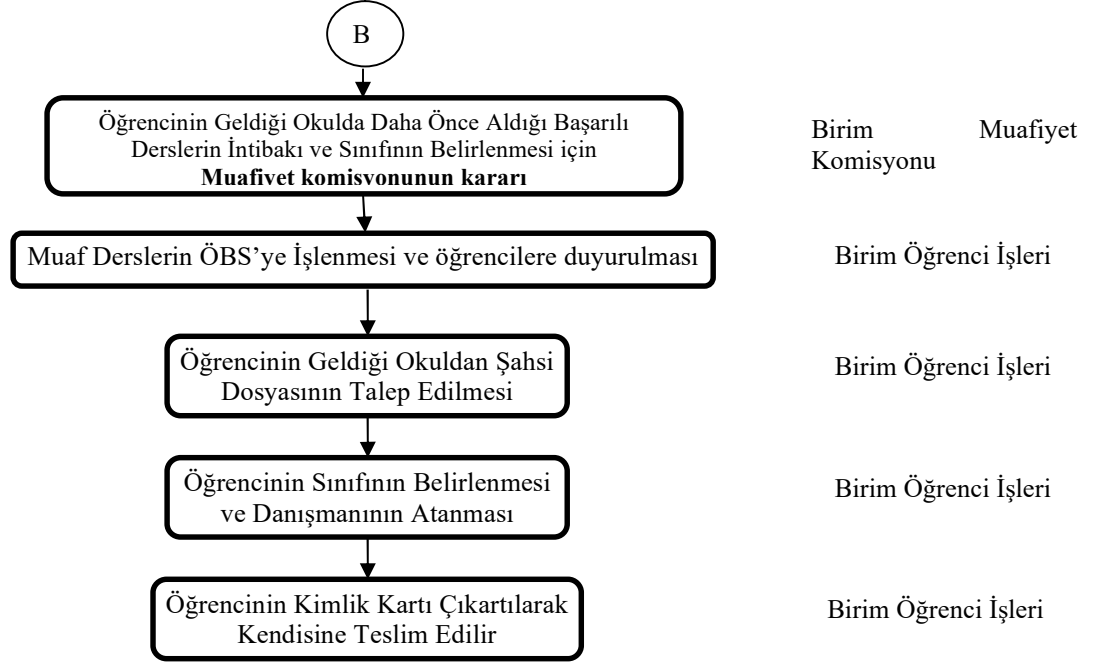 B
Öğrencinin Geldiği Okulda Daha Önce Aldığı Başarılı
Derslerin İntibakı ve Sınıfının Belirlenmesi için
Muafivet komisvonunun kararı
Birim Muafiyet
Komisyonu
Muaf Derslerin ÖBS’ye İşlenmesi ve öğrencilere duyurulması
Birim Öğrenci İşleri
Öğrencinin Geldiği Okuldan Şahsi
Dosyasının Talep Edilmesi
Birim Öğrenci İşleri
Öğrencinin Sınıfının Belirlenmesi
ve Danışmanının Atanması
Birim Öğrenci İşleri
Öğrencinin Kimlik Kartı Çıkartılarak
Kendisine Teslim Edilir
Birim Öğrenci İşleri